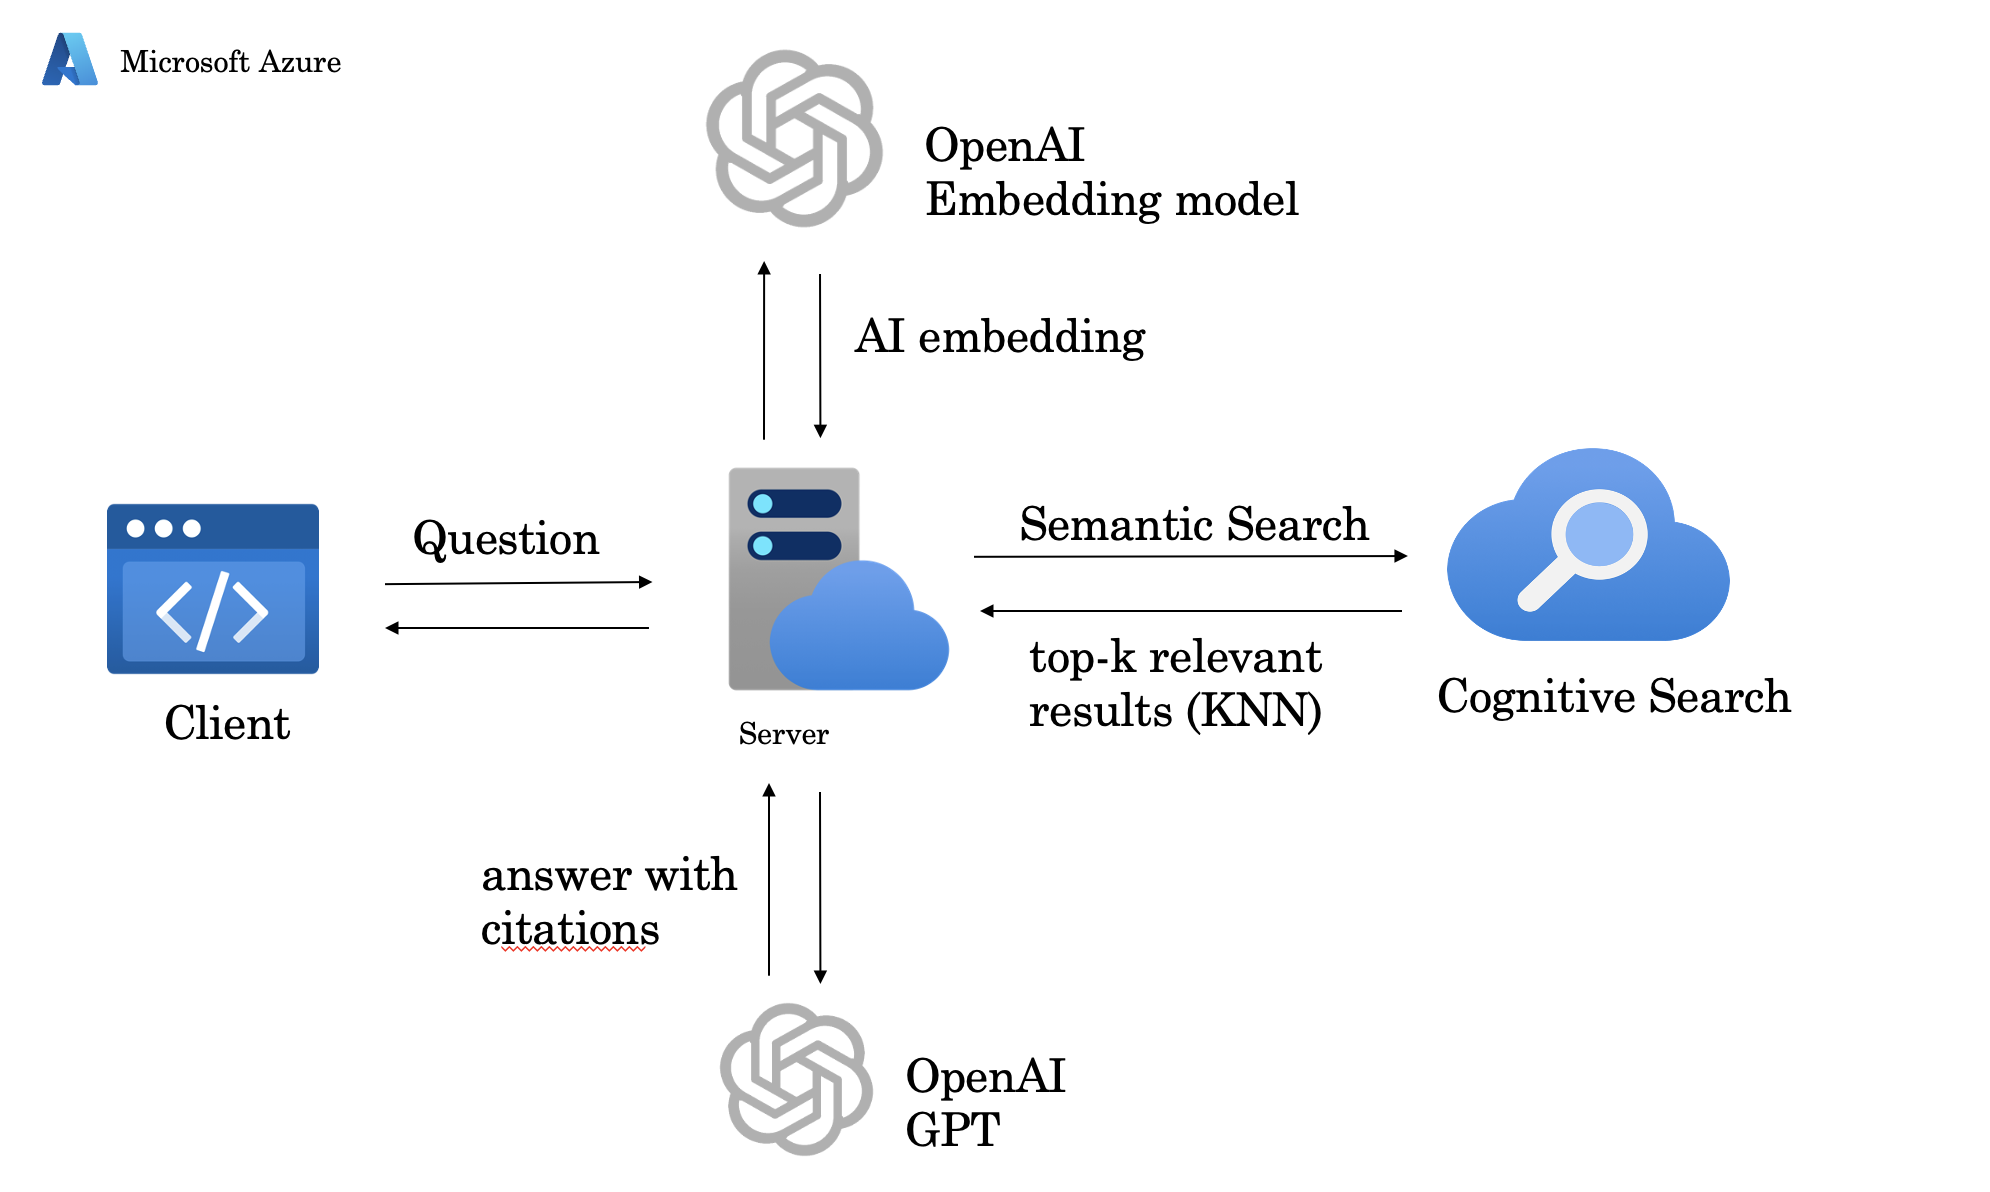 Microsoft Azure
OpenAI
Embedding model
AI embedding
Question
Semantic Search
top-k relevant
results (KNN)
Client
Server
Cognitive Search
answer with
citations
OpenAI
GPT